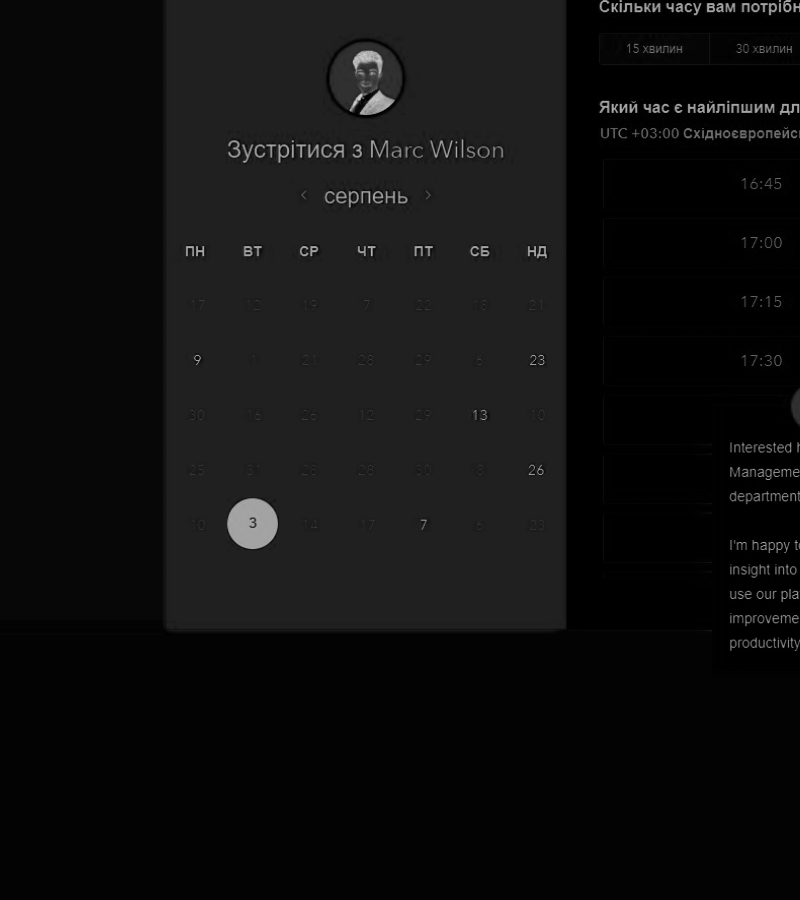 Скільки часу вам потрібн
15 хвилин 30 хвилин
Який час є найліпшим дл
UTC +03:00 Східноєвропейс
16:45
17:00
17:15
17:30
Зустрітися з Marc Wilson
‹ серпень ›
ПН ВТ СР ЧТ ПТ СБ НД
17 12 19 7 22 18 21
9 1 21 28 29 6 23
30 16 26 12 29 13 10
25 31 28 28 30 8 26
10 3 14 17 7 6 23
Interested
Manageme
department
I'm happy t
insight into
use our pla
improveme
productivity